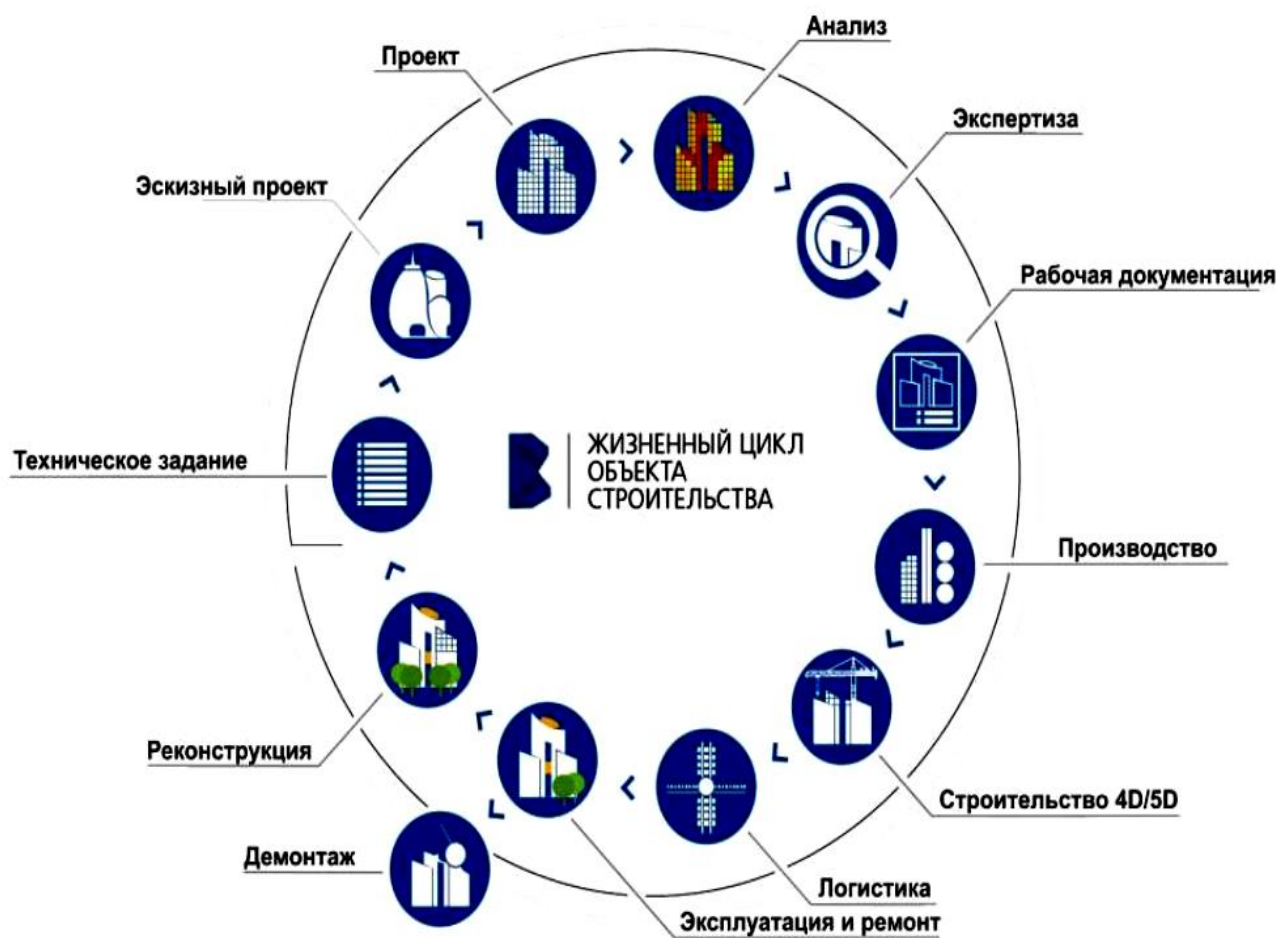 Анализ
Проект
Экспертиза
Эскизный проект
Рабочая документация
Техническое задание
ЖИЗНЕННЫЙ ЦИКЛ
ОБЪЕКТА
СТРОИТЕЛЬСТВА
Производство
Реконструкция
Строительство 4D/5D
Демонтаж
Логистика
Эксплуатация и ремонт